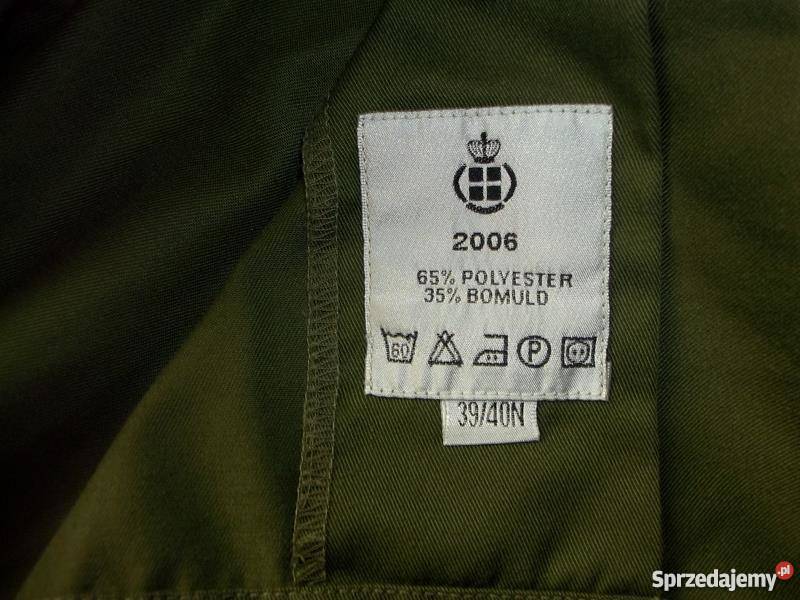 2006
65% POLYESTER
35% BOMULD
60
P
39/40N
Sprzedajemy.pl